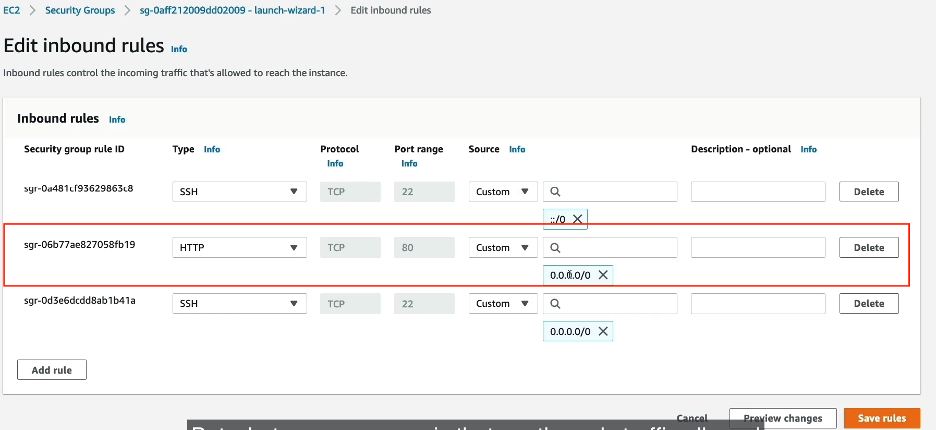 EC2 > Security Groups > sg-0aff212009dd02009 - launch-wizard-1 > Edit inbound rules
Edit inbound rules Info
Inbound rules control the incoming traffic that's allowed to reach the instance.
Inbound rules Info
Security group rule ID Type Info Protocol Info Port range Info Source Info Description - optional Info
sgr-0a481cf93629863c8 SSH TCP 22 Custom Delete
::/0
sgr-06b77ae827058fb19 HTTP TCP 80 Custom Delete
0.0.0.0/0
sgr-0d3e6dcdd8ab1b41a SSH TCP 22 Custom Delete
0.0.0.0/0
Add rule
Cancel Preview changes Save rules